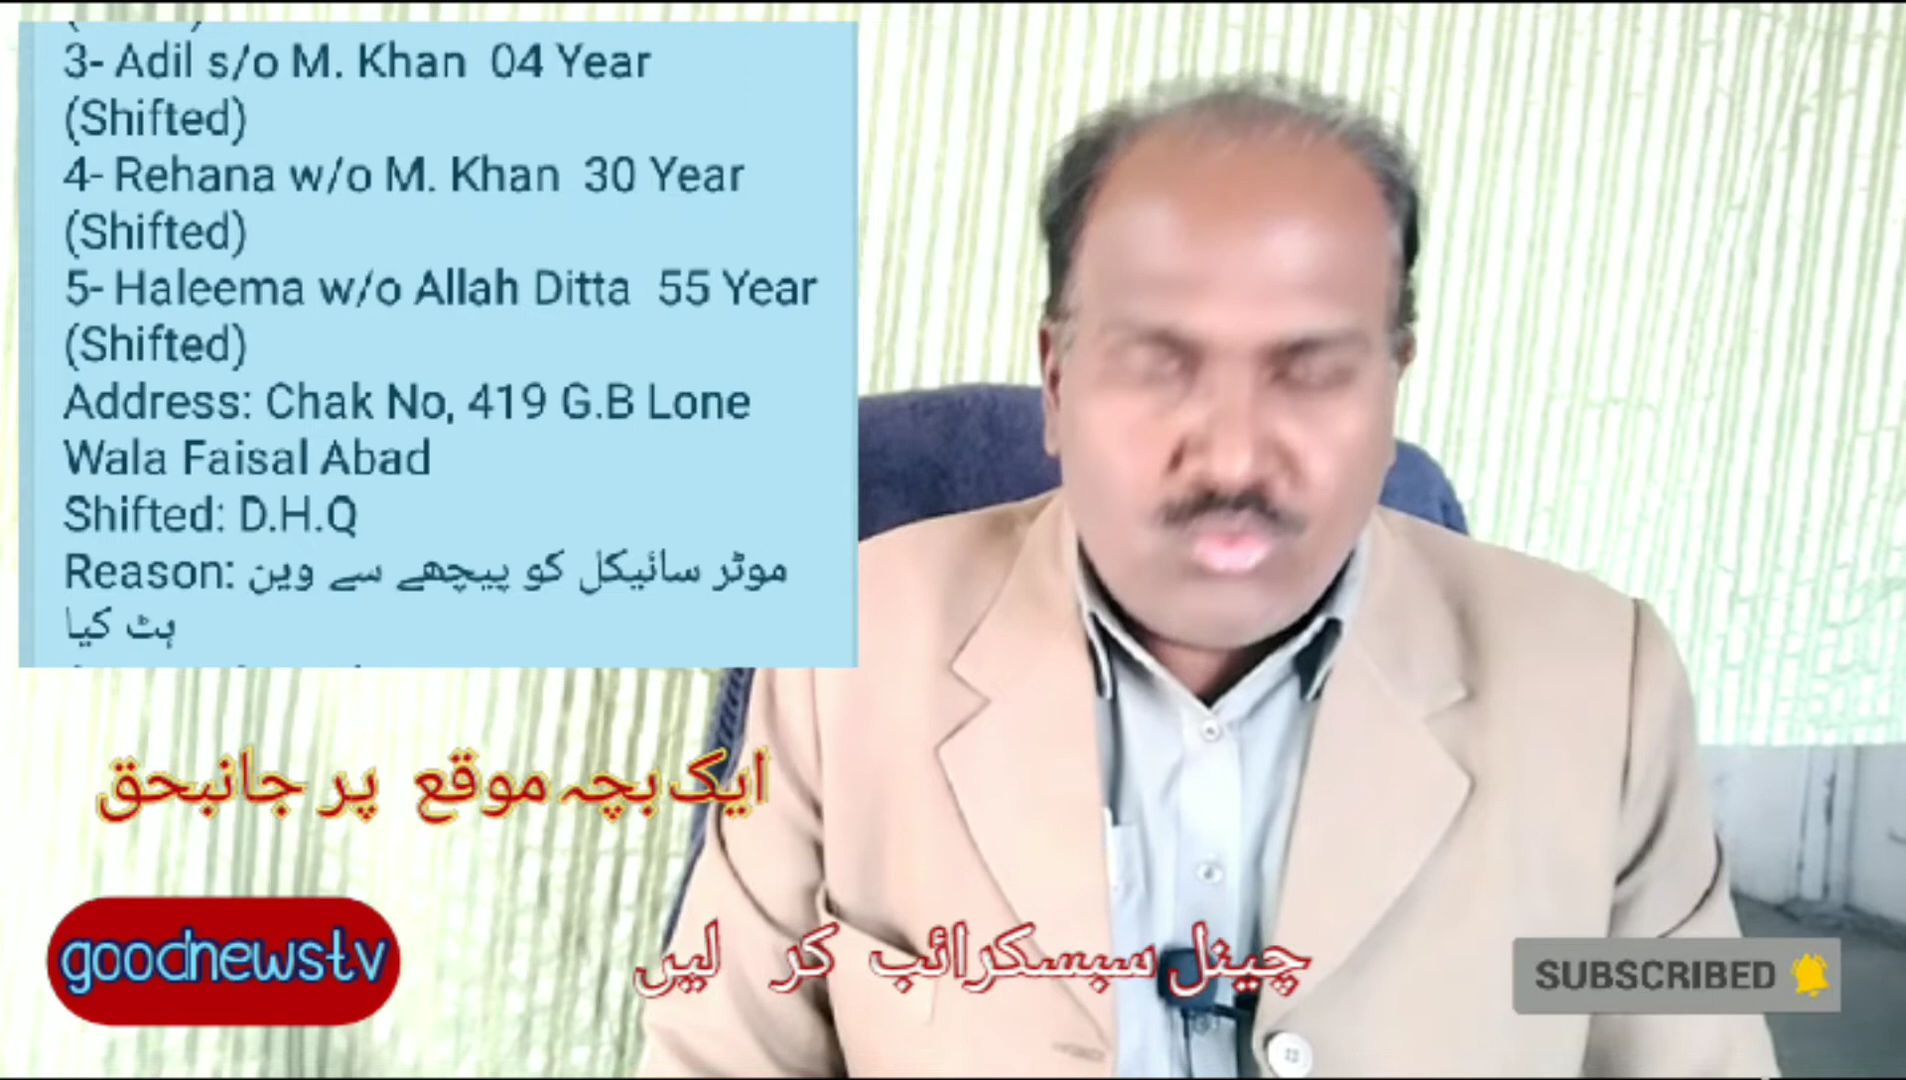 3- Adil s/o M. Khan 04 Year
(Shifted)
4- Rehana w/o M. Khan 30 Year
(Shifted)
5- Haleema w/o Allah Ditta 55 Year
(Shifted)
Address: Chak No, 419 G.B Lone
Wala Faisal Abad
Shifted: D.H.Q
Reason: موٹر سائیکل کو پیچھے سے وین
ہٹ کیا
ایک بچہ موقع پر جانبحق
goodnewstv
چینل سبسکرائب کر لیں
SUBSCRIBED